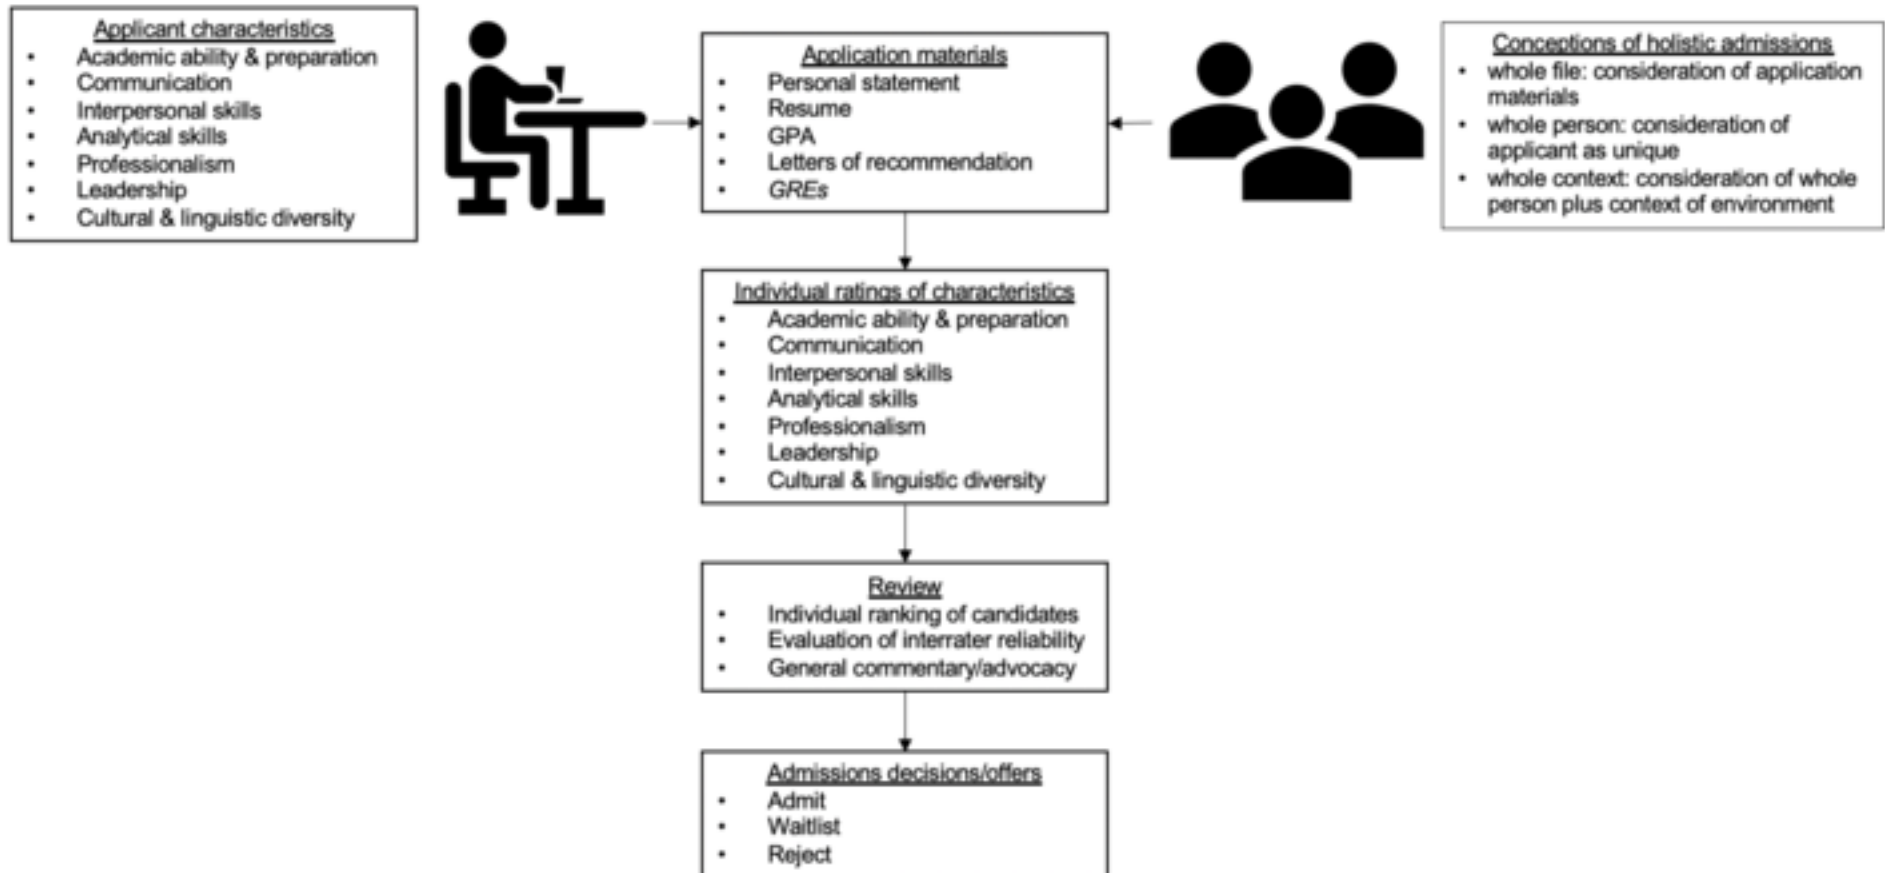 Applicant characteristics
• Academic ability & preparation
• Communication
• Interpersonal skills
• Analytical skills
• Professionalism
• Leadership
• Cultural & linguistic diversity
Application materials
• Personal statement
• Resume
• GPA
• Letters of recommendation
• GREs
Conceptions of holistic admissions
• whole file: consideration of application
materials
• whole person: consideration of
applicant as unique
• whole context: consideration of whole
person plus context of environment
Individual ratings of characteristics
• Academic ability & preparation
• Communication
• Interpersonal skills
• Analytical skills
• Professionalism
• Leadership
• Cultural & linguistic diversity
Review
• Individual ranking of candidates
• Evaluation of interrater reliability
• General commentary/advocacy
Admissions decisions/offers
• Admit
• Waitlist
• Reject